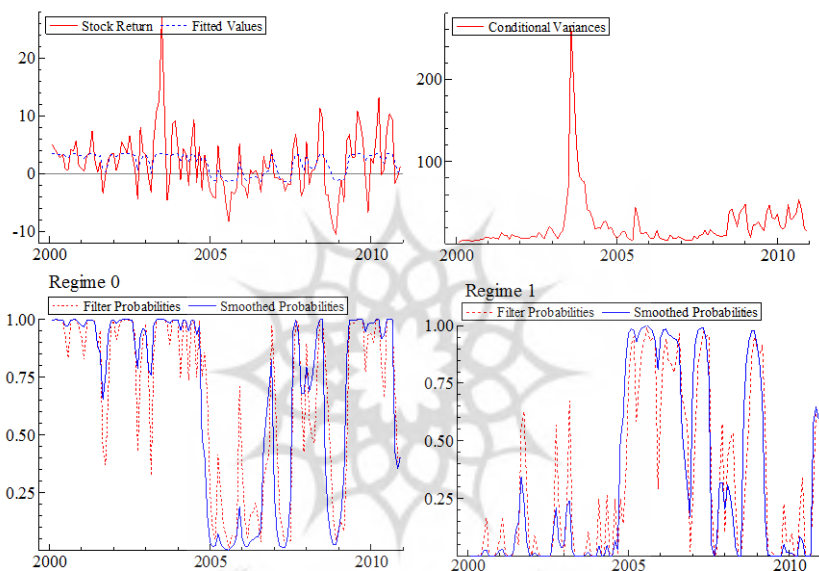 Stock Return Fitted Values
20
10
0
-10
2000 2005 2010
Conditional Variances
200
100
2000 2005 2010
Regime 0
Filter Probabilities Smoothed Probabilities
1.00
0.75
0.50
0.25
2000 2005 2010
Regime 1
Filter Probabilities Smoothed Probabilities
1.00
0.75
0.50
0.25
2000 2005 2010